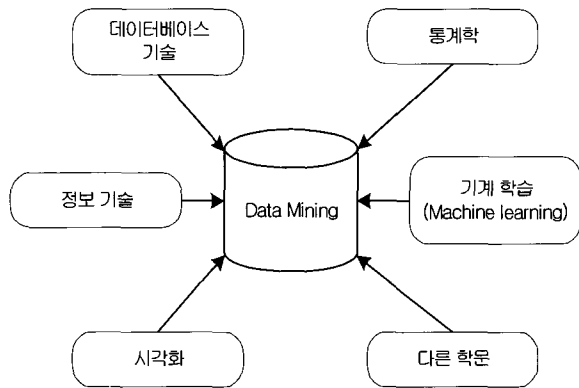 데이터베이스
기술
통계학
정보 기술
Data Mining
기계 학습
(Machine learning)
시각화
다른 학문